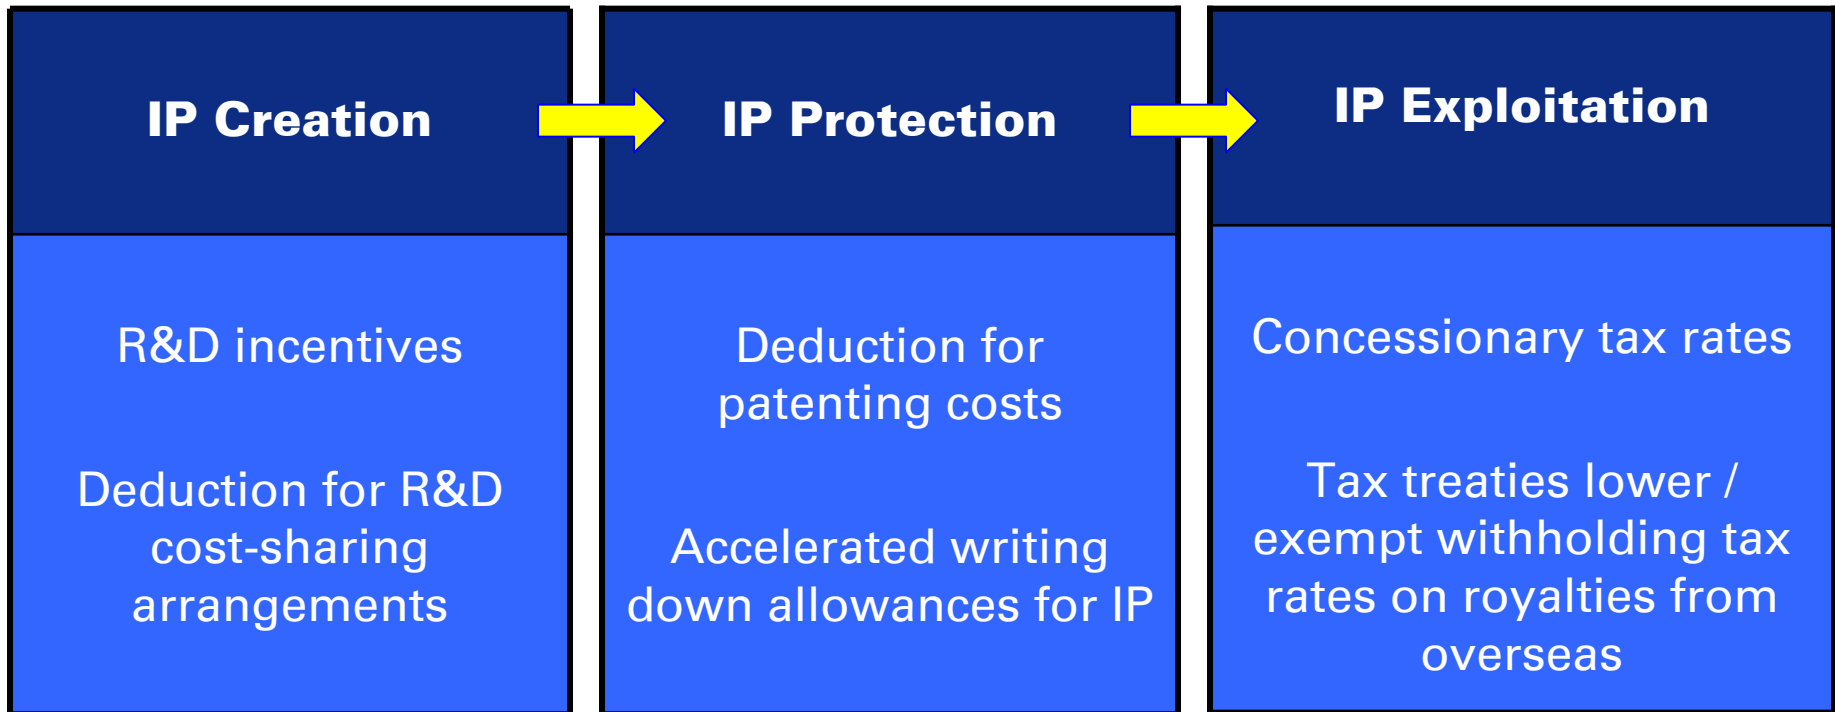 IP Creation
R&D incentives
Deduction for R&D
cost-sharing
arrangements
IP Protection
Deduction for
patenting costs
Accelerated writing
down allowances for IP
IP Exploitation
Concessionary tax rates
Tax treaties lower /
exempt withholding tax
rates on royalties from
overseas